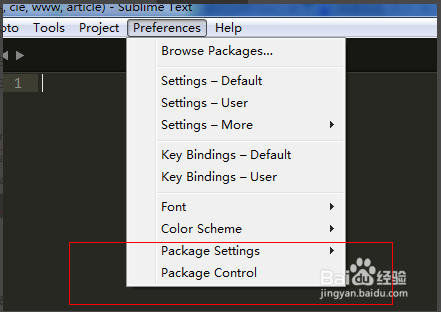 , cie, www, article) - Sublime Text
oto Tools Project Preferences Help
Browse Packages...
1
Settings – Default
Settings – User
Settings – More
Key Bindings – Default
Key Bindings – User
Font
Color Scheme
Package Settings
Package Control
Baidu 经验
jingyan.baidu.com